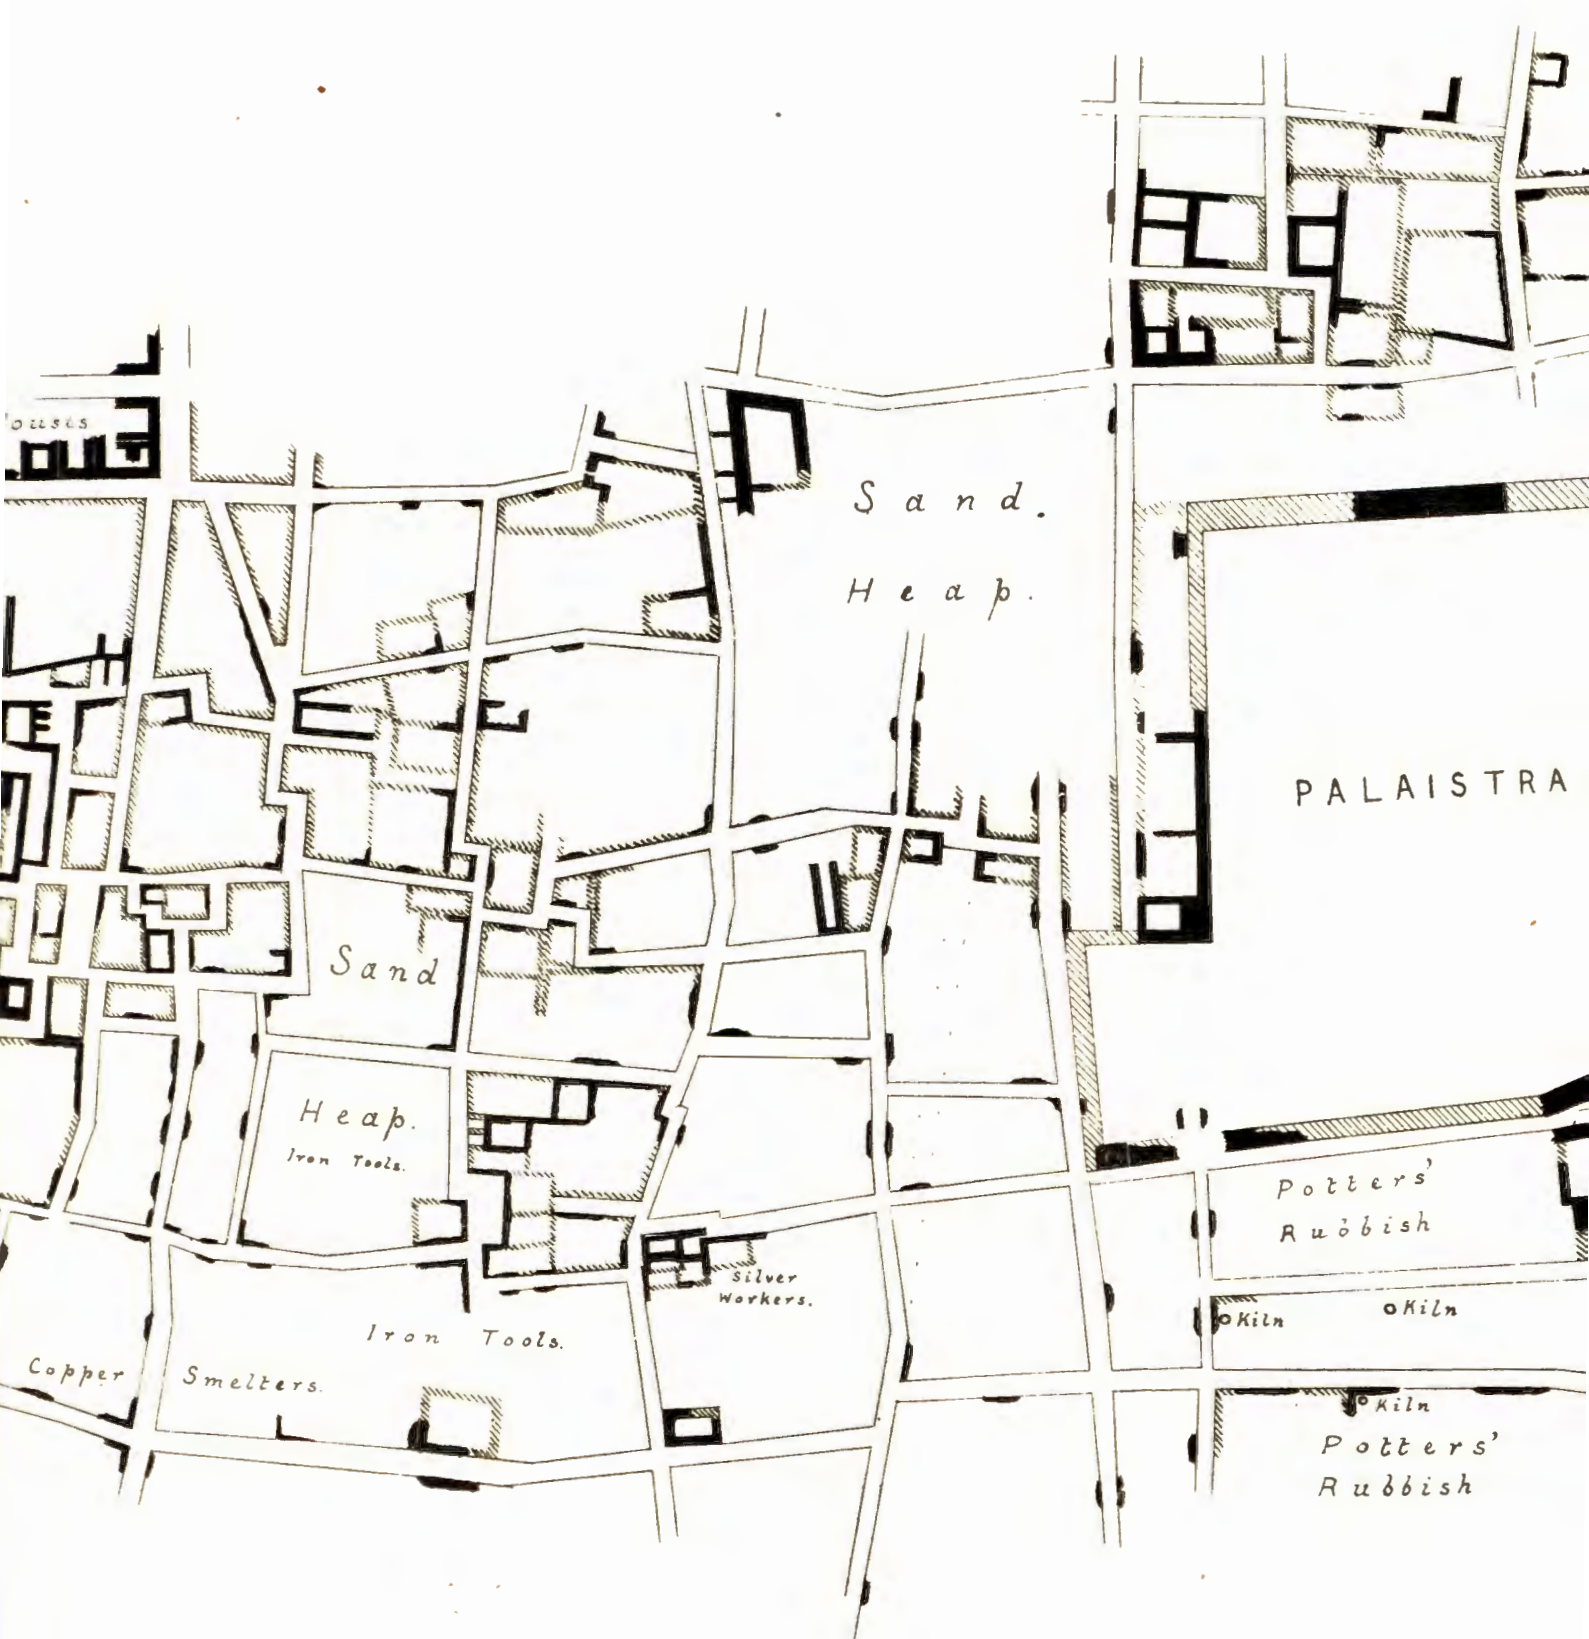 ouses
Sand.
Heap.
PALAISTRA
Sand
Heap.
Iron Tools.
Potters'
Rubbish
Silver
Workers.
Kiln
Kiln
Iron Tools.
Copper Smelters.
Kiln
Potters'
Rubbish